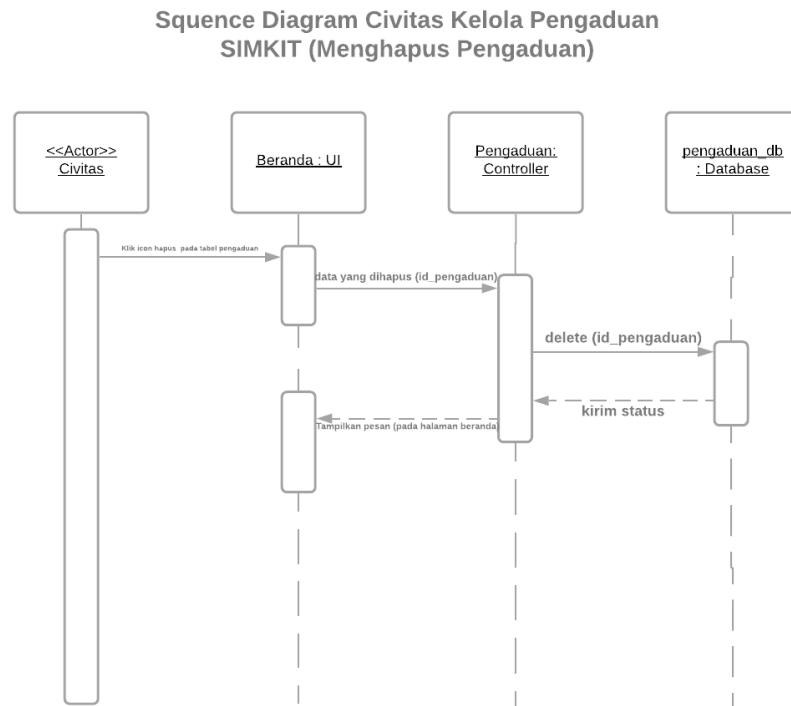 Squence Diagram Civitas Kelola Pengaduan
SIMKIT (Menghapus Pengaduan)
<<Actor>>
Civitas
Beranda : UI
Pengaduan:
Controller
pengaduan_db
: Database
Klik icon hapus pada tabel pengaduan
data yang dihapus (id_pengaduan)
delete (id_pengaduan)
kirim status
Tampilkan pesan (pada halaman beranda)